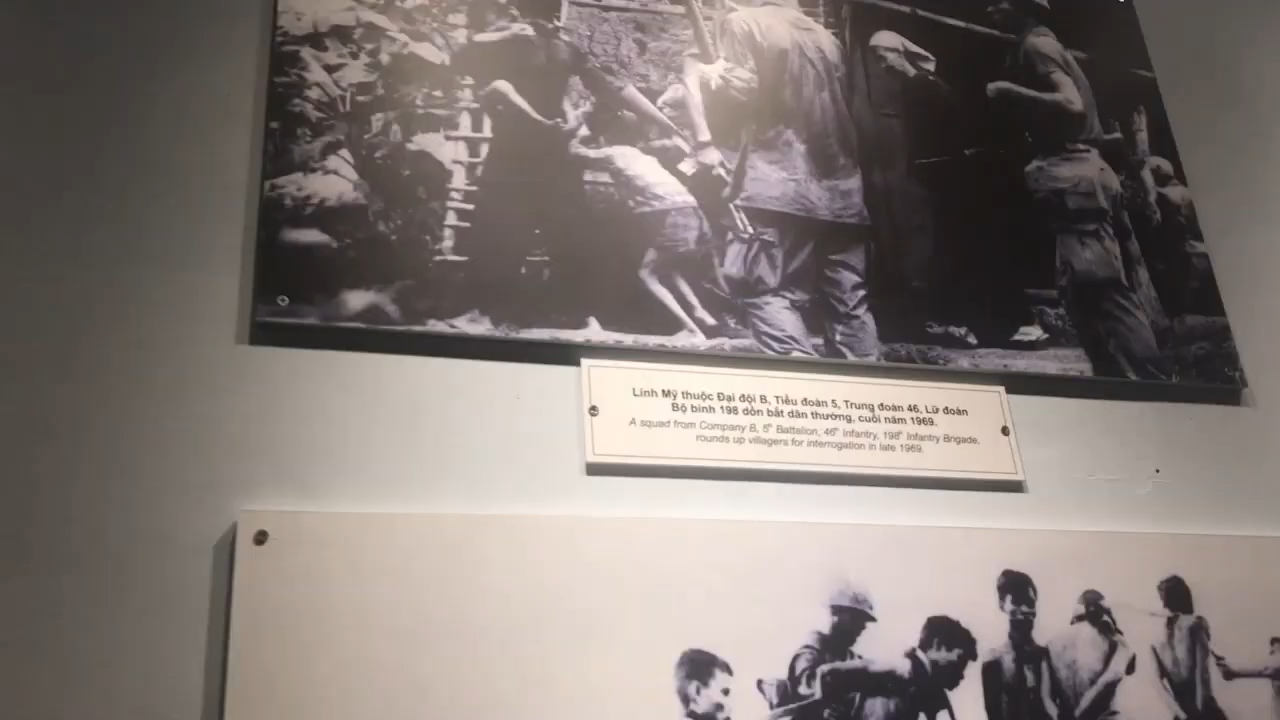 Lính Mỹ thuộc Đại đội B, Tiểu đoàn 5, Trung đoàn 46, Lữ đoàn
Bộ binh 198 dồn bắt dân thường, cuối năm 1969.
A squad from Company B, 5th Battalion, 46th Infantry, 198th Infantry Brigade,
rounds up villagers for interrogation in late 1969.